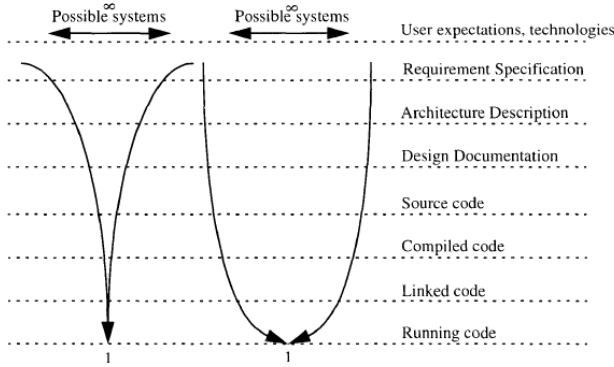 ∞ ∞
Possible systems Possible systems
User expectations, technologies
Requirement Specification
Architecture Description
Design Documentation
Source code
Compiled code
Linked code
Running code
1 1